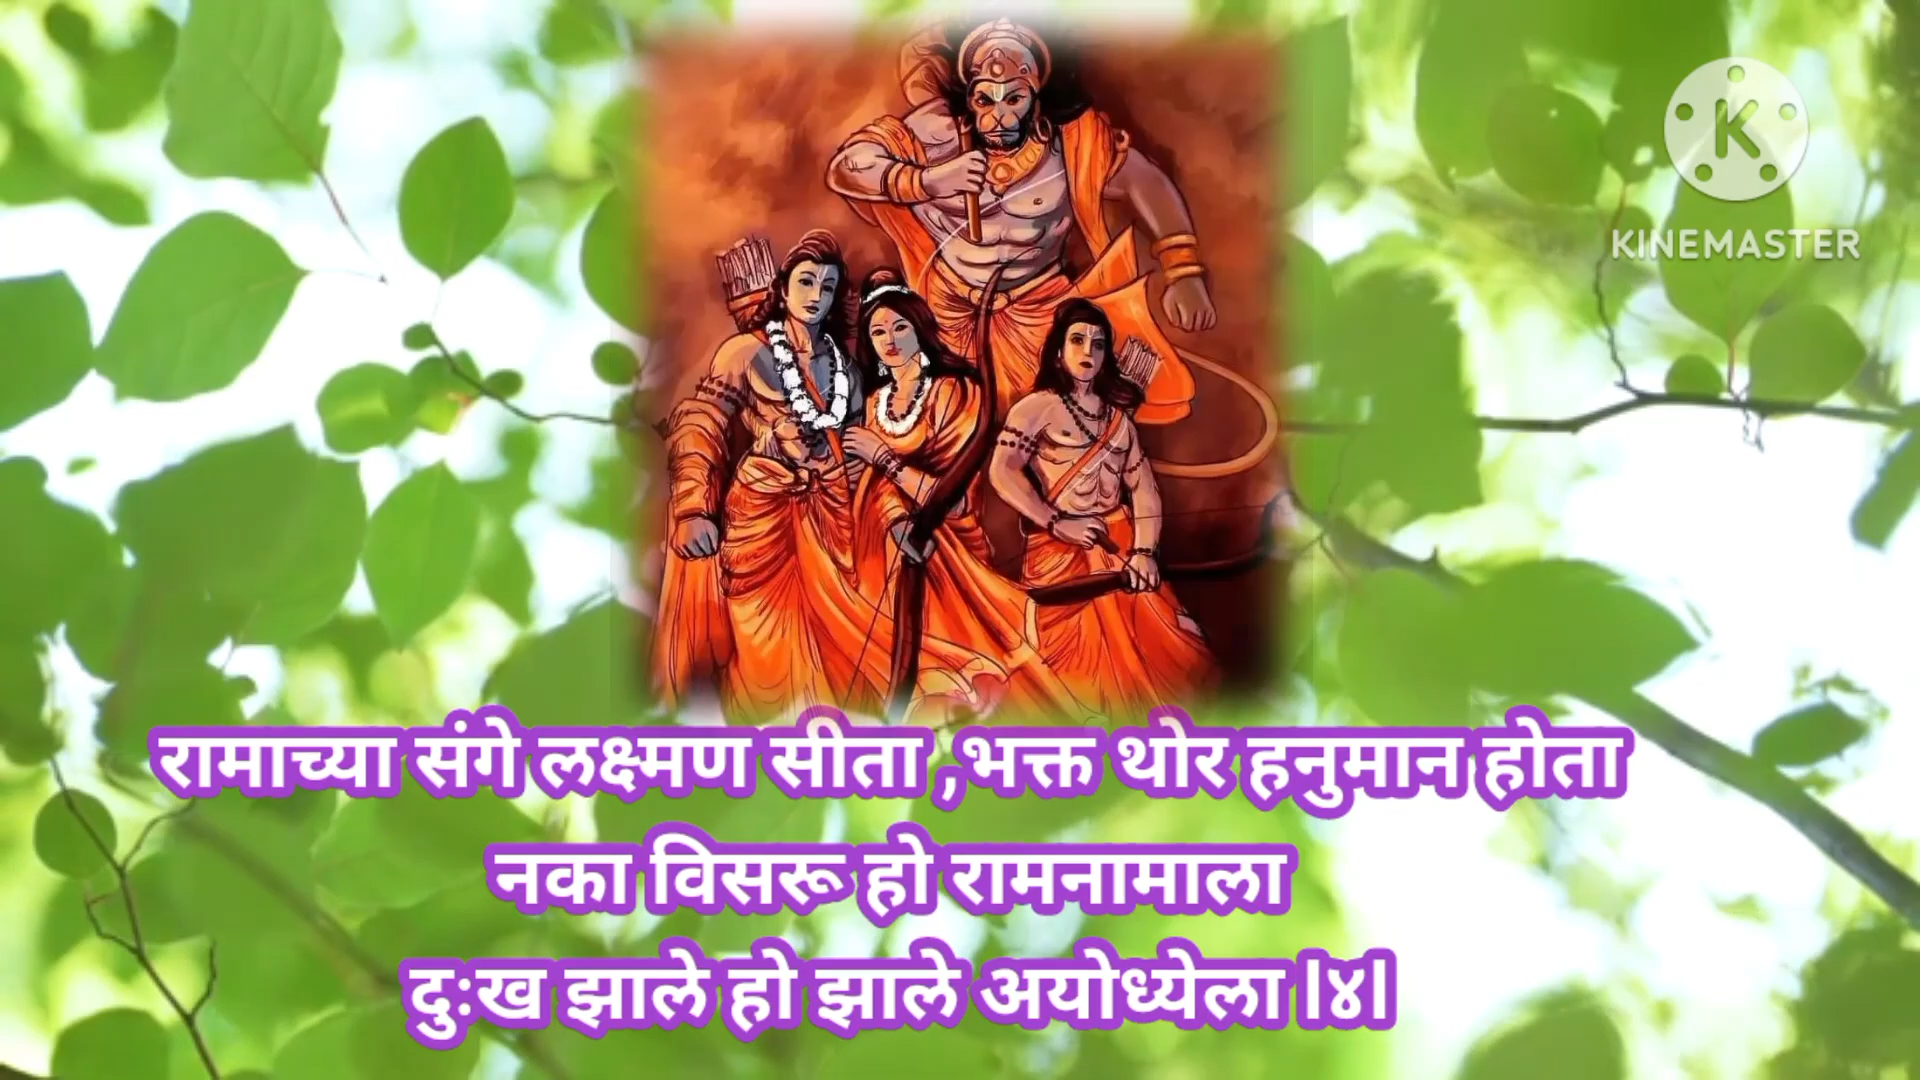 KINEMASTER
रामाच्या संगे लक्ष्मण सीता ,भक्त थोर हनुमान होता
नका विसरू हो रामनामाला
दुःख झाले हो झाले अयोध्येला |४|